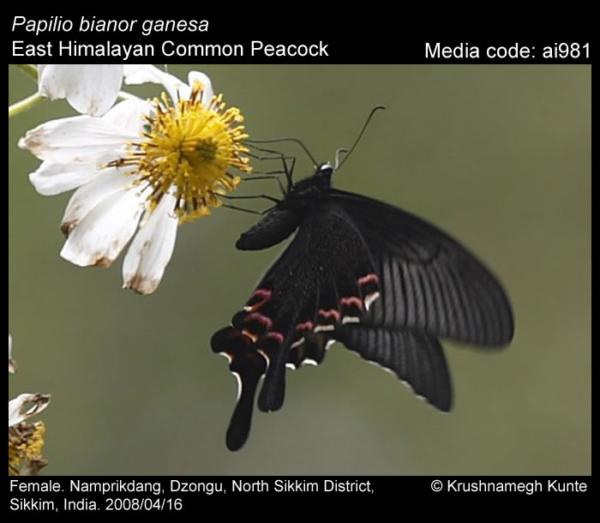 Papilio bianor ganesa
East Himalayan Common Peacock
Media code: ai981
Female. Namprikdang, Dzongu, North Sikkim District,
Sikkim, India. 2008/04/16
© Krushnamegh Kunte